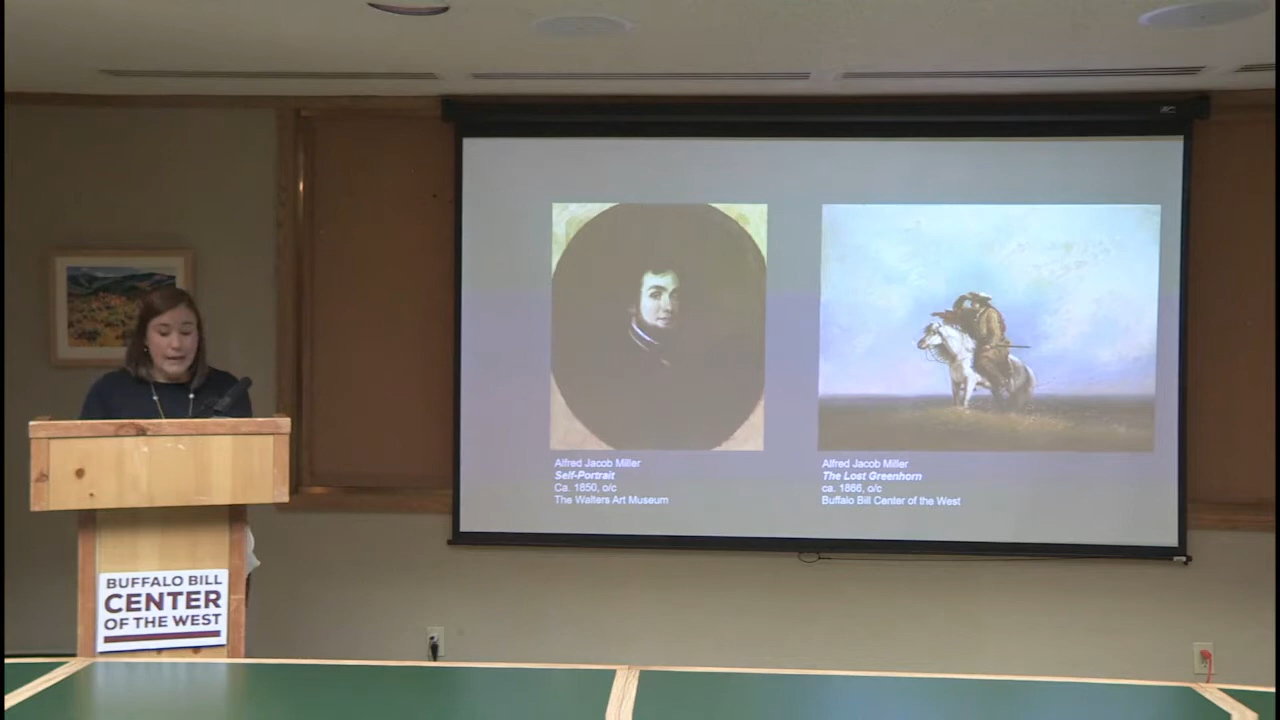 Alfred Jacob Miller
Self-Portrait
Ca. 1850, o/c
The Walters Art Museum
Alfred Jacob Miller
The Lost Greenhorn
ca. 1866, o/c
Buffalo Bill Center of the West
BUFFALO BILL
CENTER
OF THE WEST